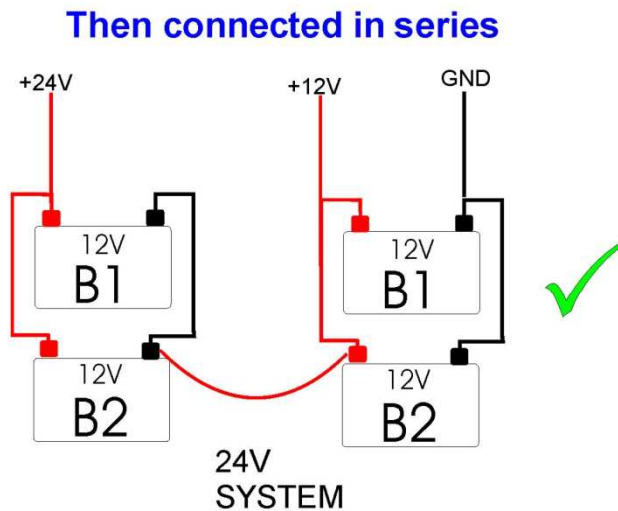 Then connected in series
+24V
+12V
GND
12V
B1
12V
B1
12V
B2
12V
B2
24V
SYSTEM